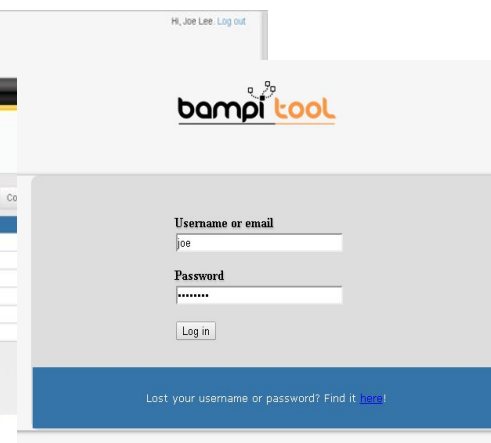 Hi, Joe Lee. Log out
bampi tool
Co
Username or email
joe
Password
••••••••
Log in
Lost your username or password? Find it here!